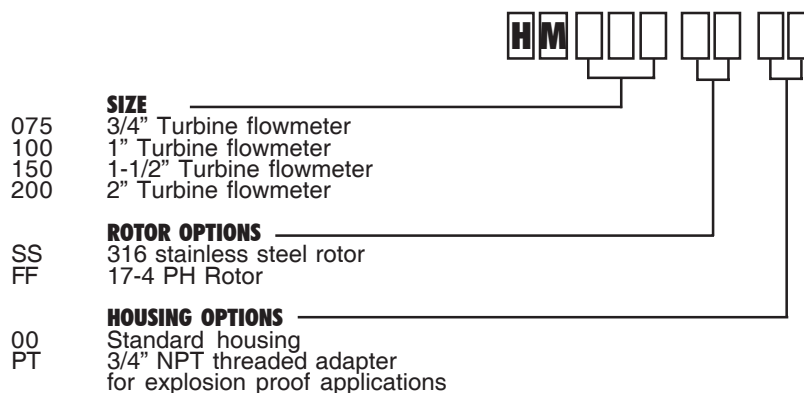 HM
SIZE
075 3/4” Turbine flowmeter
100 1” Turbine flowmeter
150 1-1/2” Turbine flowmeter
200 2” Turbine flowmeter
ROTOR OPTIONS
SS 316 stainless steel rotor
FF 17-4 PH Rotor
HOUSING OPTIONS
00 Standard housing
PT 3/4” NPT threaded adapter
for explosion proof applications